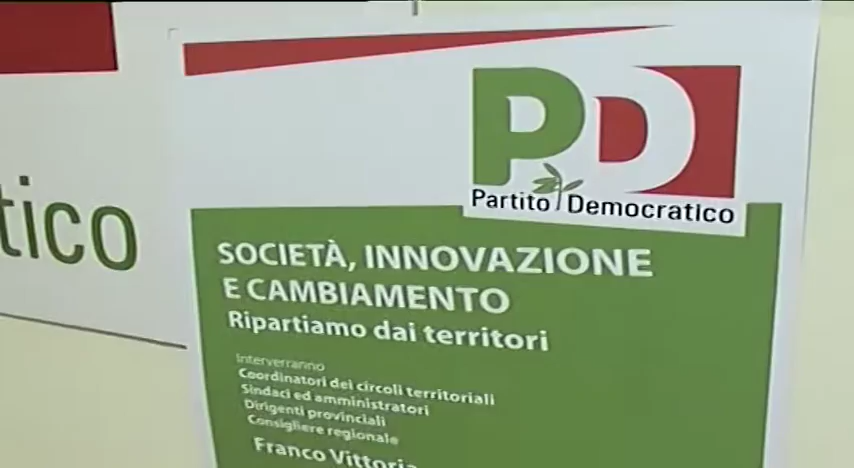 tico
PD
Partito Democratico
SOCIETÀ, INNOVAZIONE
E CAMBIAMENTO
Ripartiamo dai territori
Interverranno
Coordinatori dei circoli territoriali
Sindaci ed amministratori
Dirigenti provinciali
Consigliere regionale
Franco Vittoria